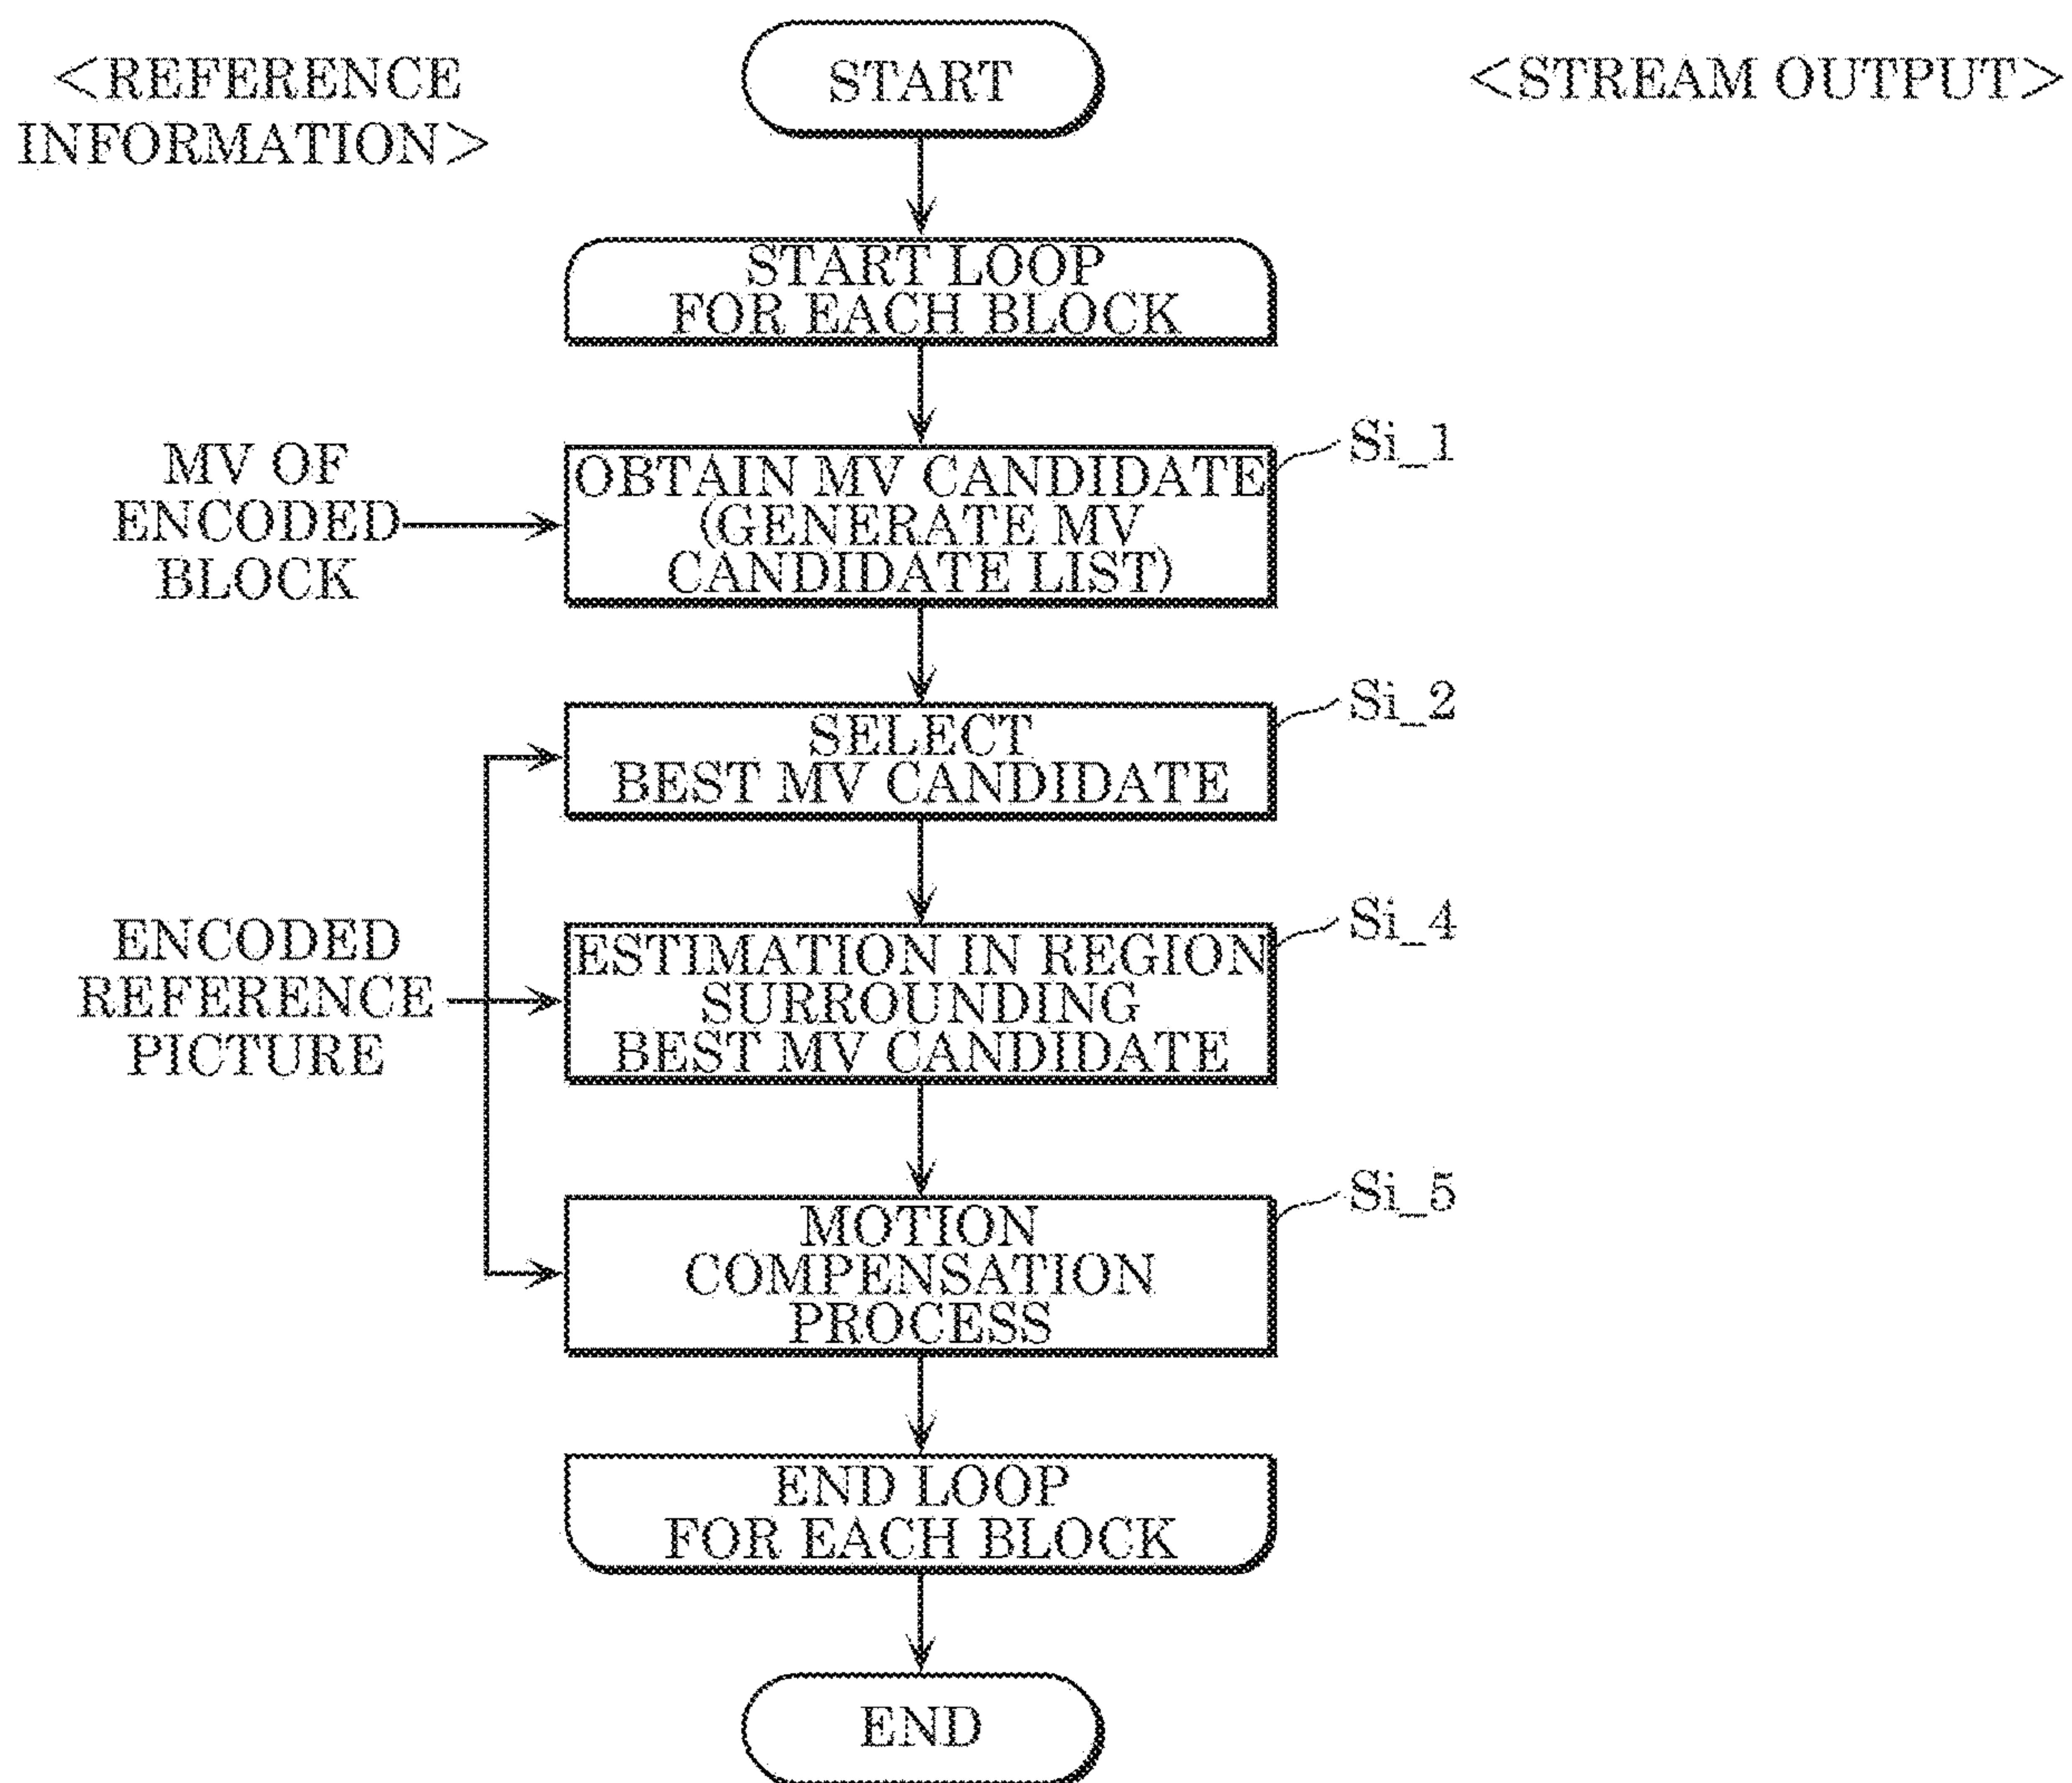 <REFERENCE
INFORMATION>
START
<STREAM OUTPUT>
START LOOP
FOR EACH BLOCK
MV OF
ENCODED
BLOCK
OBTAIN MV CANDIDATE
(GENERATE MV
CANDIDATE LIST)
Si_1
SELECT
BEST MV CANDIDATE
Si_2
ENCODED
REFERENCE
PICTURE
ESTIMATION IN REGION
SURROUNDING
BEST MV CANDIDATE
Si_4
MOTION
COMPENSATION
PROCESS
Si_5
END LOOP
FOR EACH BLOCK
END